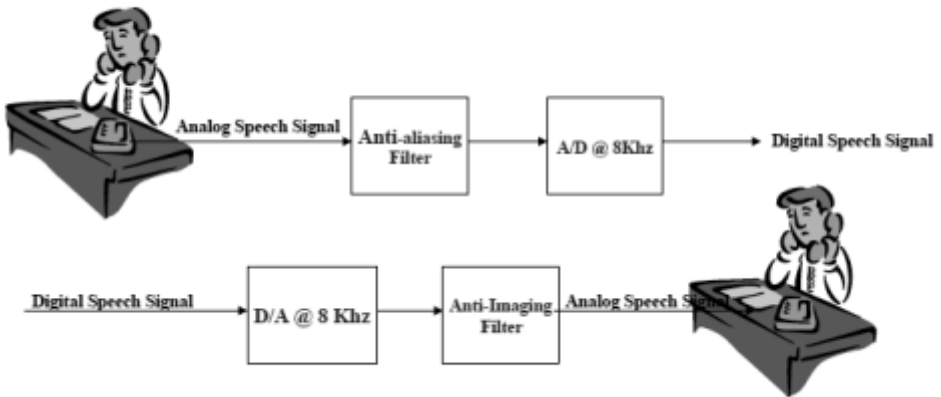 Analog Speech Signal
Anti-aliasing
Filter
A/D @ 8Khz
Digital Speech Signal
Digital Speech Signal
D/A @ 8 Khz
Anti-Imaging
Filter
Analog Speech Signal